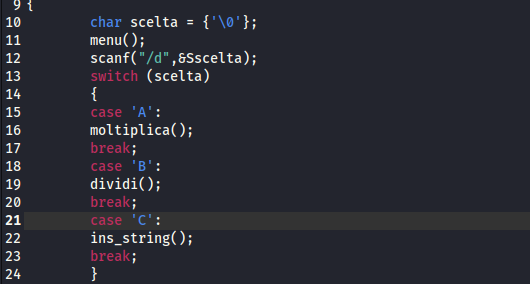 9 {
10 char scelta = {'\0'};
11 menu();
12 scanf("/d",&Sscelta);
13 switch (scelta)
14 {
15 case 'A':
16 moltiplica();
17 break;
18 case 'B':
19 dividi();
20 break;
21 case 'C':
22 ins_string();
23 break;
24 }